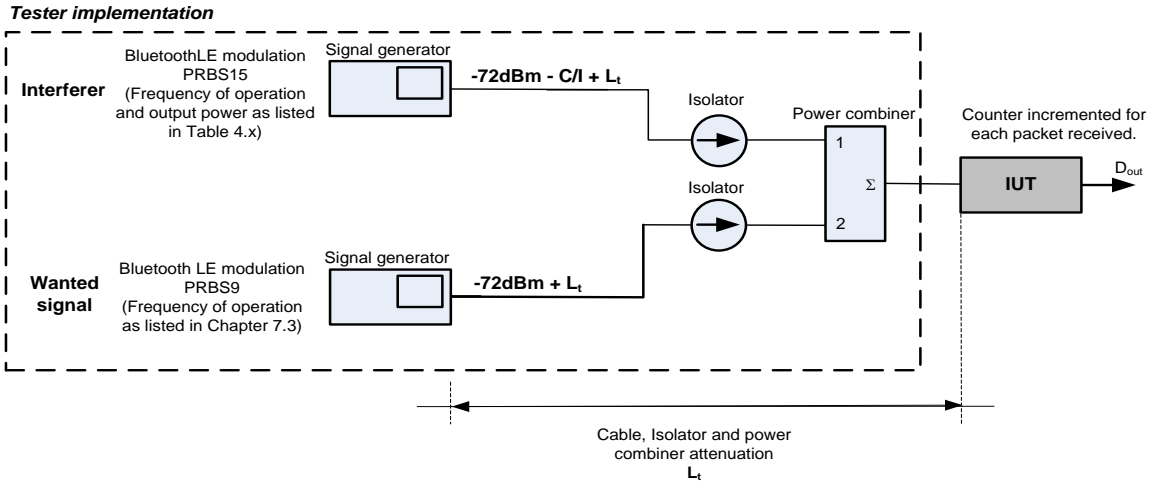 Tester implementation
Interferer
BluetoothLE modulation
PRBS15
(Frequency of operation
and output power as listed
in Table 4.x)
Signal generator
-72dBm - C/I + Lt
Isolator
Power combiner
1
Σ
2
Counter incremented for
each packet received.
IUT
Dout
Isolator
Wanted
signal
Bluetooth LE modulation
PRBS9
(Frequency of operation
as listed in Chapter 7.3)
Signal generator
-72dBm + Lt
Cable, Isolator and power
combiner attenuation
Lt